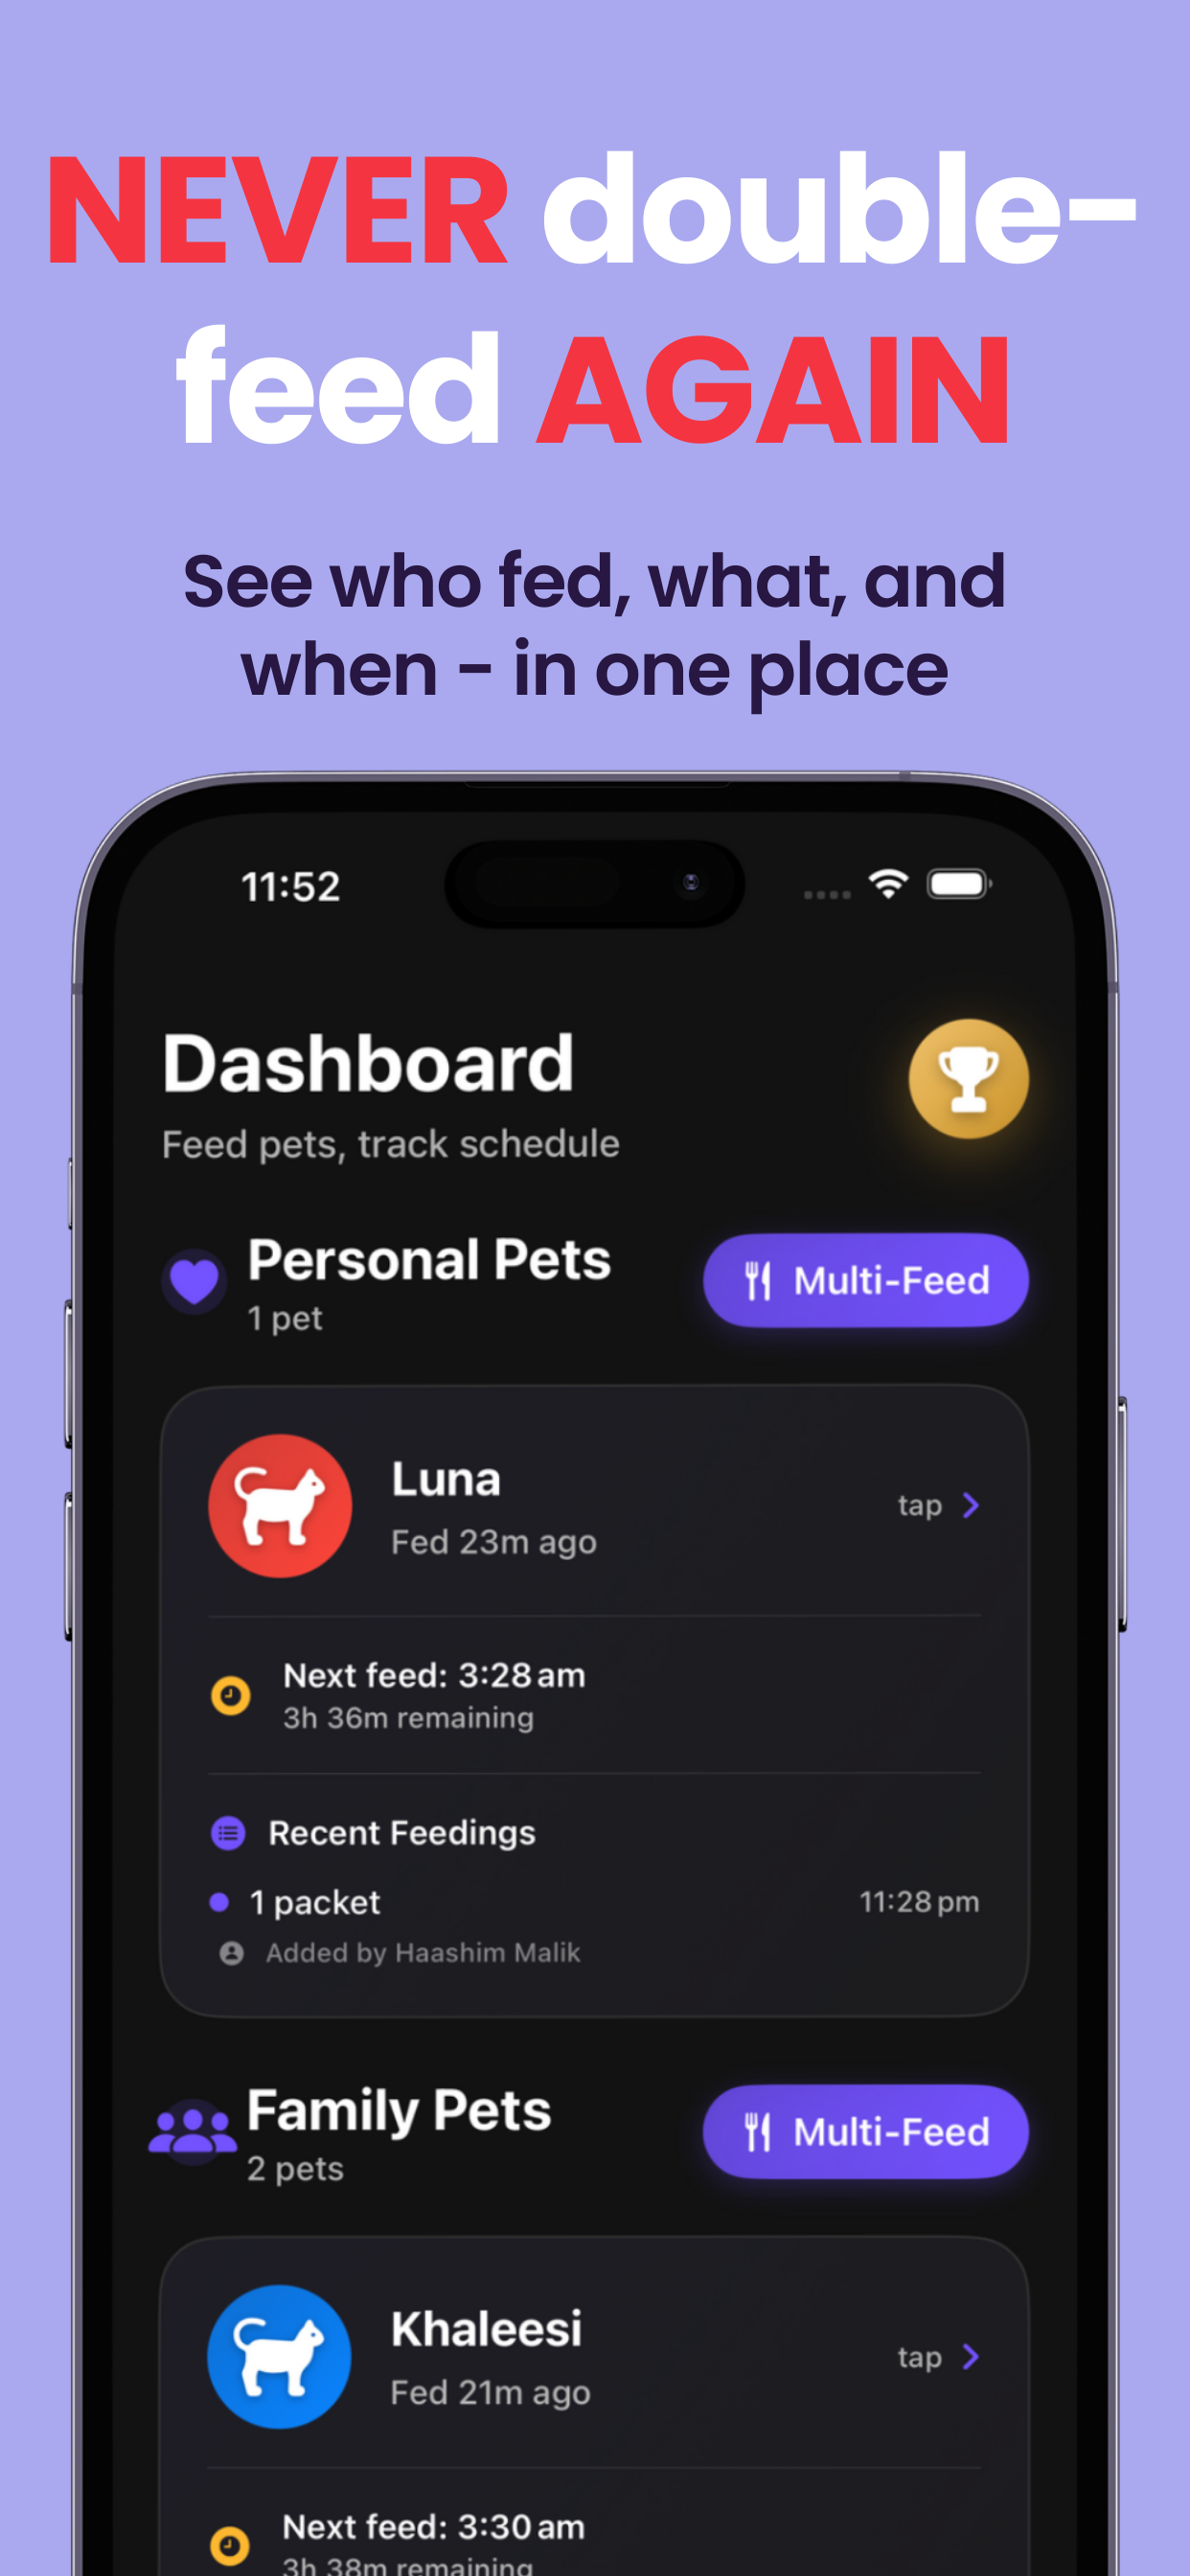 NEVER double-
feed AGAIN
See who fed, what, and
when - in one place
11:52
Dashboard
Feed pets, track schedule
Personal Pets
1 pet
Multi-Feed
Luna
Fed 23m ago
tap
Next feed: 3:28 am
3h 36m remaining
Recent Feedings
1 packet
11:28 pm
Added by Haashim Malik
Family Pets
2 pets
Multi-Feed
Khaleesi
Fed 21m ago
tap
Next feed: 3:30 am
3h 38m remaining